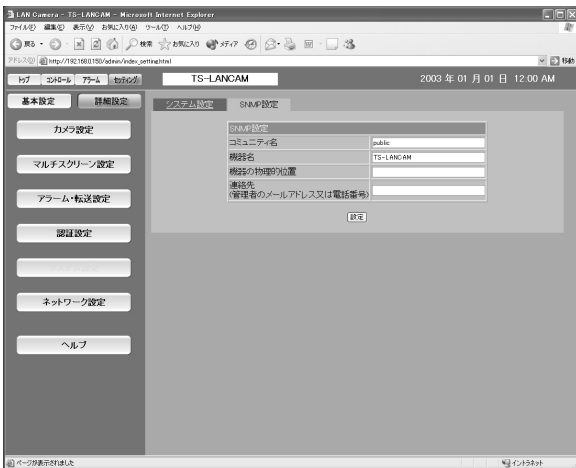 LAN Camera - TS-LANCAM - Microsoft Internet Explorer
ファイル(F) 編集(E) 表示(V) お気に入り(A) ツール(T) ヘルプ(H)
戻る 検索 お気に入り メディア
アドレス(D) http://192.168.0.150/admin/index_setting.html 移動
トップ コントロール アラーム セッティング TS-LANCAM 2003 年 01 月 01 日 12:00 AM
基本設定 詳細設定
システム設定 SNMP設定
カメラ設定
マルチスクリーン設定
アラーム・転送設定
認証設定
ネットワーク設定
ヘルプ
SNMP設定
コミュニティ名 public
機器名 TS-LANCAM
機器の物理的位置
連絡先
(管理者のメールアドレス又は電話番号)
設定
ページが表示されました イントラネット